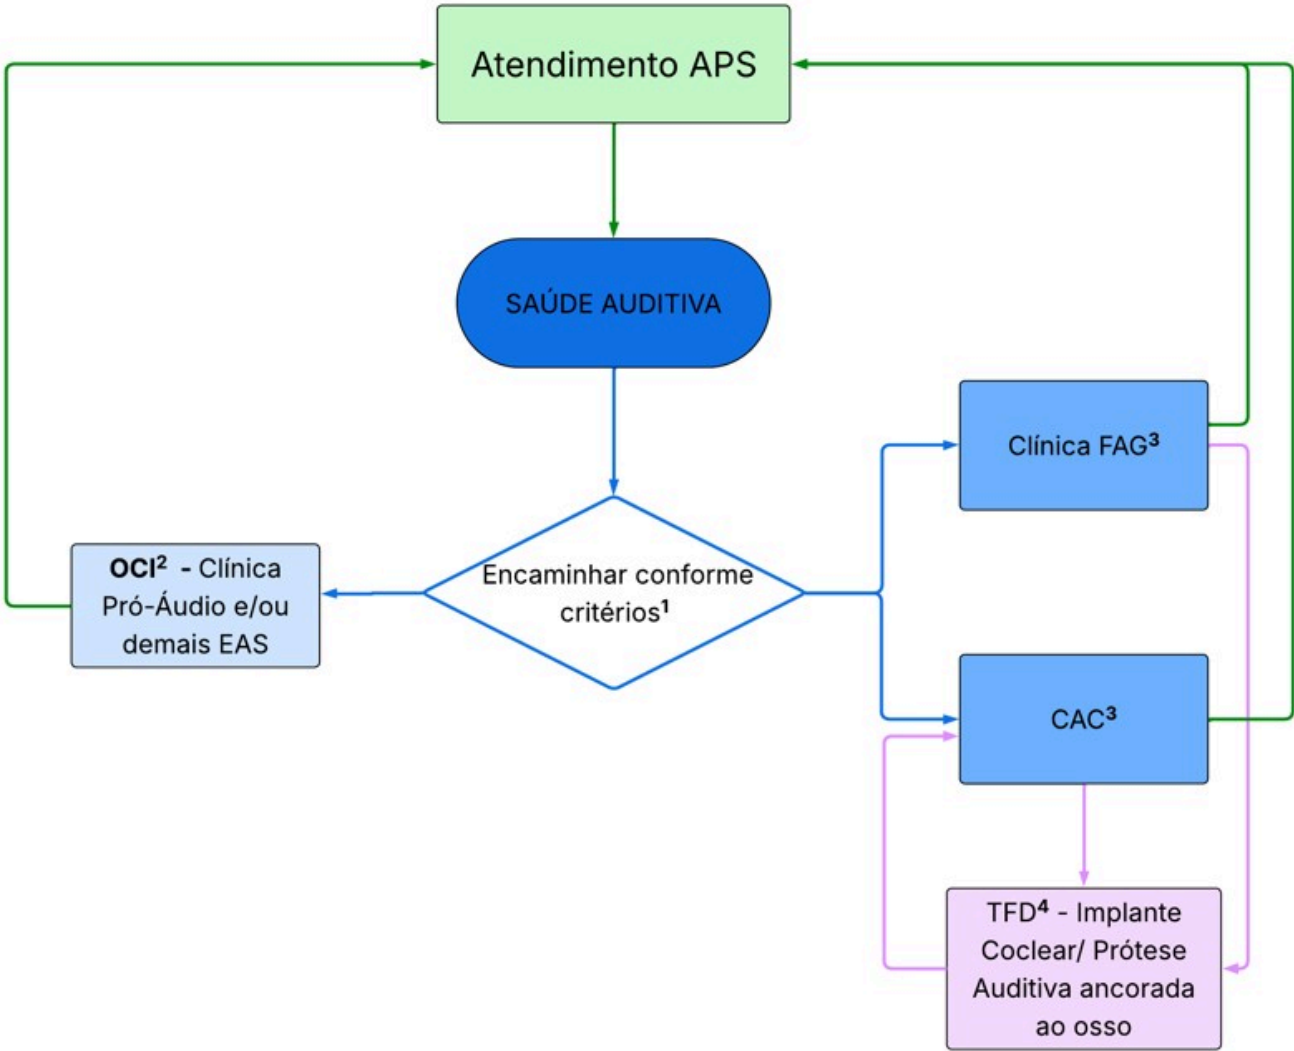 Atendimento APS
SAÚDE AUDITIVA
Clínica FAG³
OCI² - Clínica
Pró-Áudio e/ou
demais EAS
Encaminhar conforme
critérios¹
CAC³
TFD⁴ - Implante
Coclear/ Prótese
Auditiva ancorada
ao osso